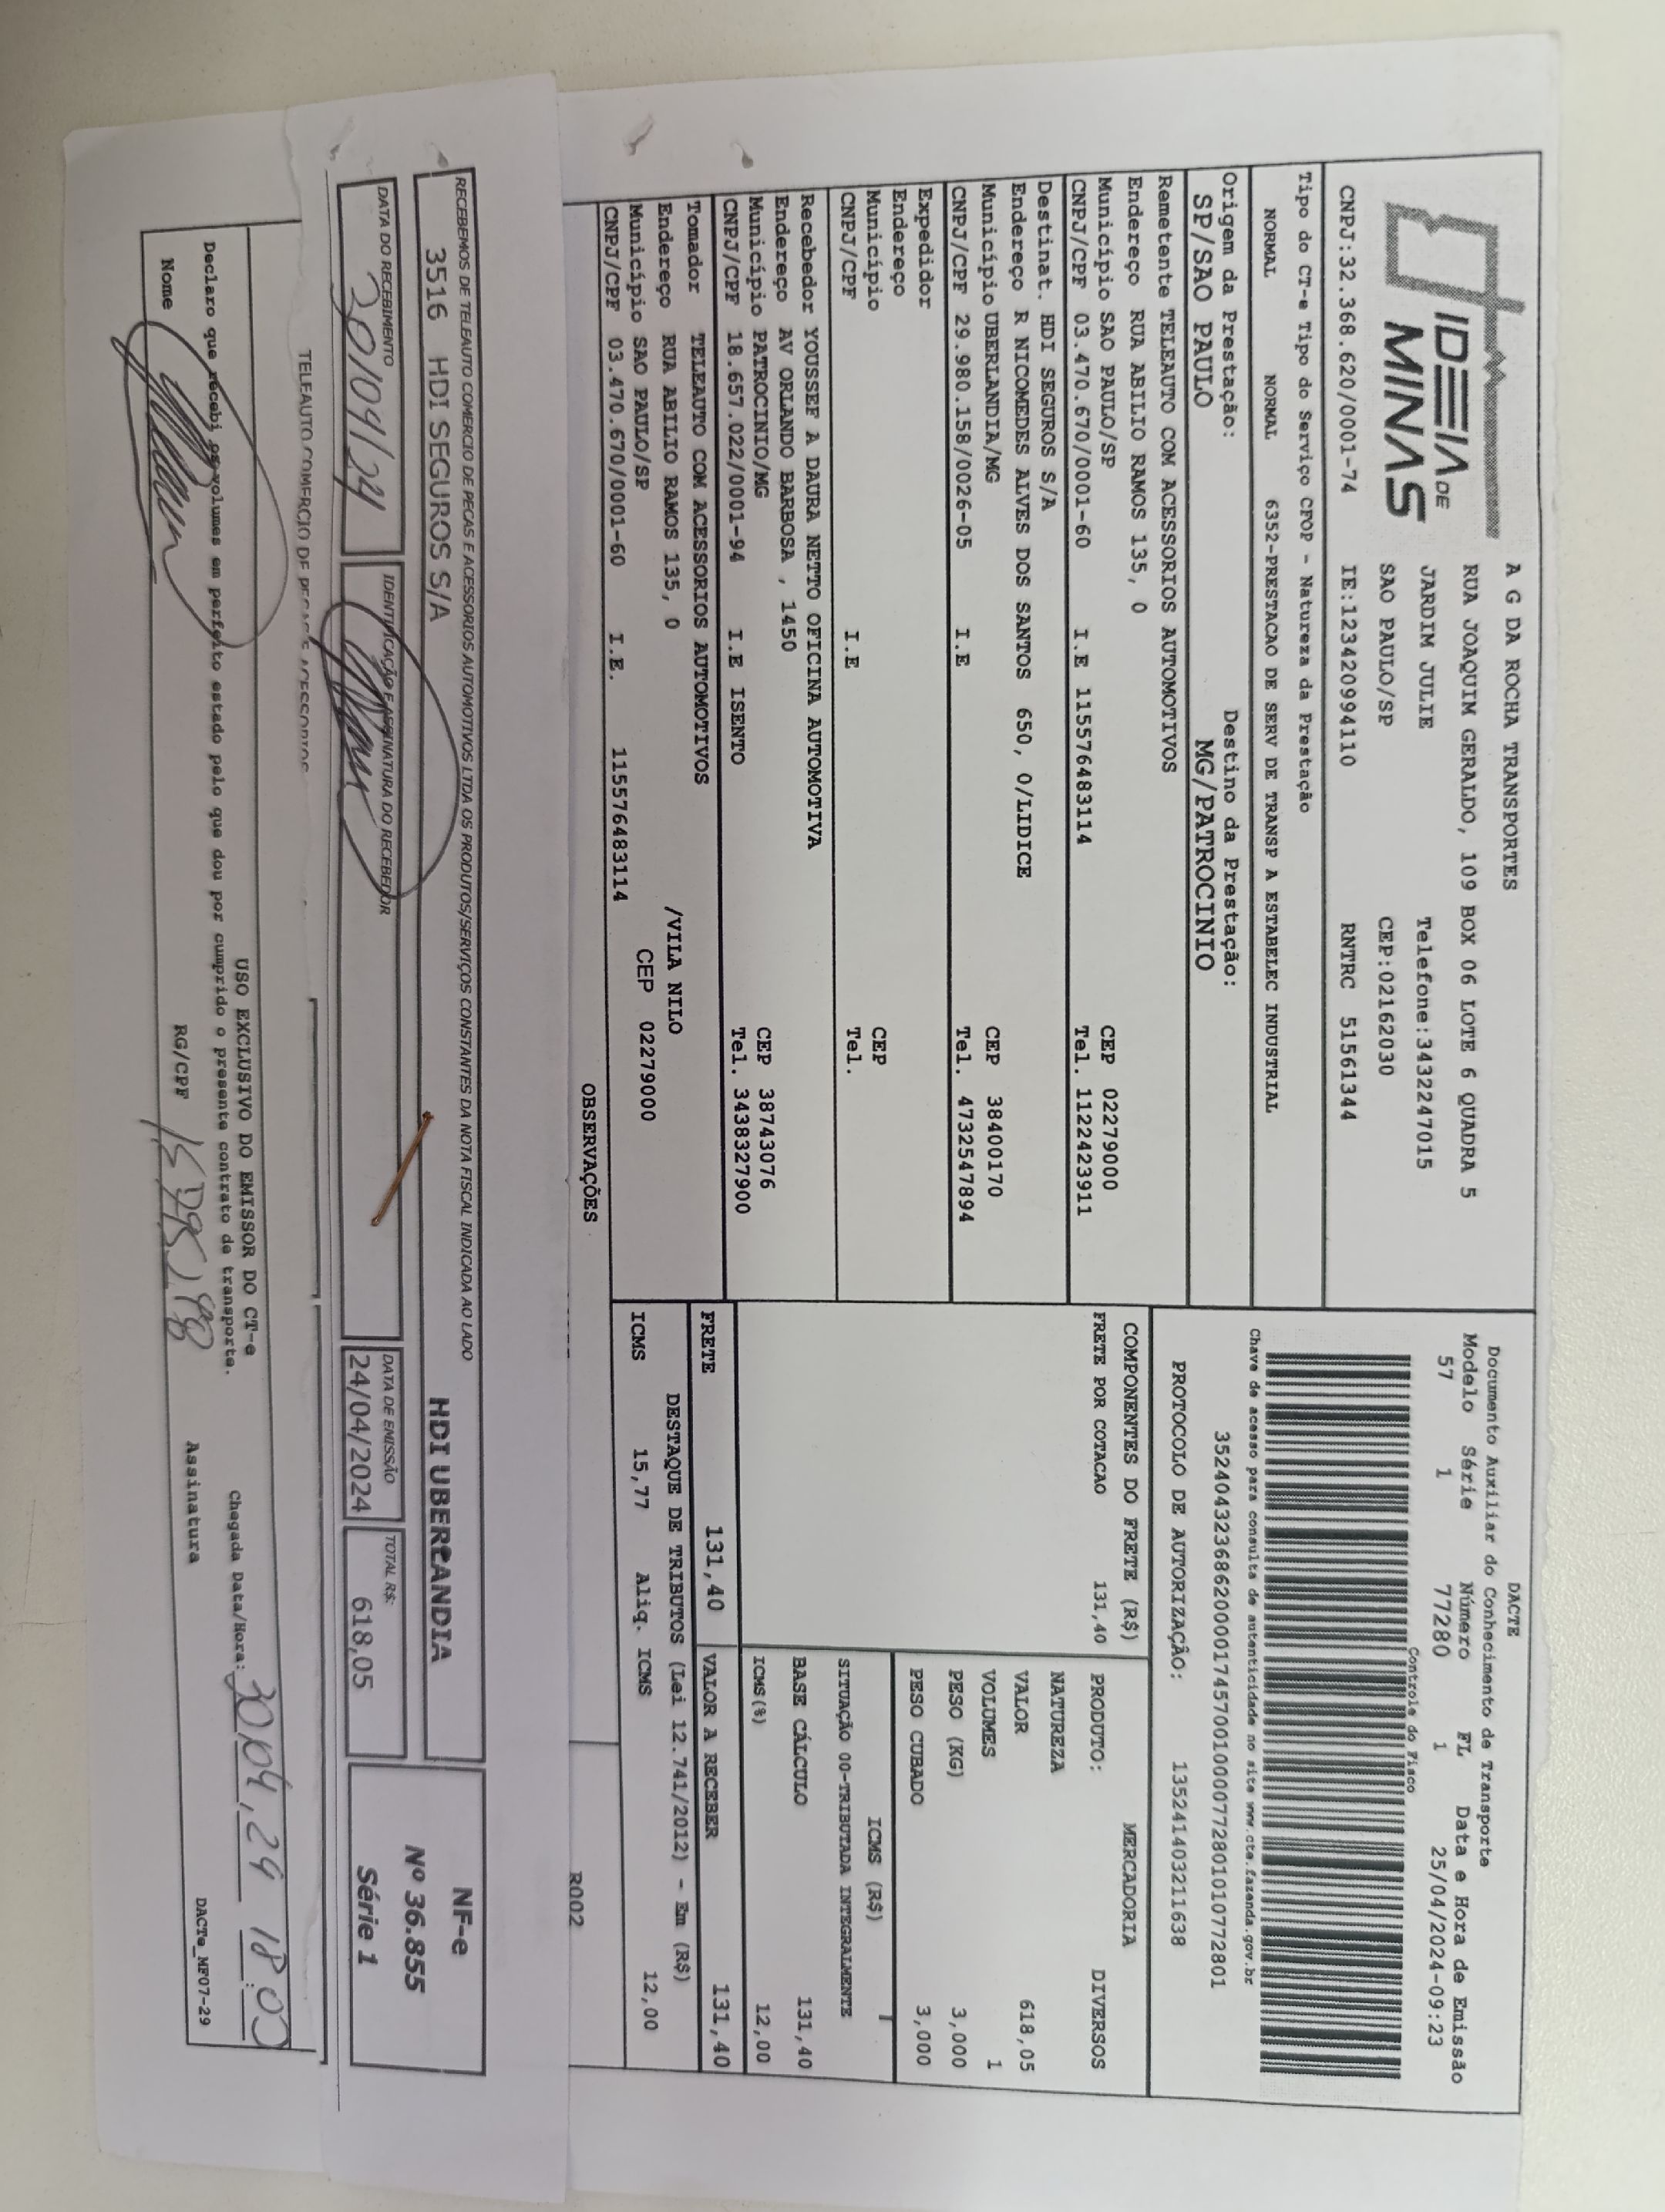 IDEIA DE
MINAS
A G DA ROCHA TRANSPORTES
RUA JOAQUIM GERALDO, 109 BOX 06 LOTE 6 QUADRA 5
JARDIM JULIE Telefone:3432247015
SAO PAULO/SP CEP:02162030
CNPJ:32.368.620/0001-74 IE:123420994110 RNTRC 51561344
DACTE
Documento Auxiliar do Conhecimento de Transporte
Modelo Série Número FL Data e Hora de Emissão
57 1 77280 1 25/04/2024-09:23
Controle do Fisco
Tipo do CT-e Tipo do Serviço CFOP - Natureza da Prestação
NORMAL NORMAL 6352-PRESTACAO DE SERV DE TRANSP A ESTABELEC INDUSTRIAL
Chave de acesso para consulta de autenticidade no site www.cte.fazenda.gov.br
35240432368620000174570010000772801010772801
Origem da Prestação: Destino da Prestação:
SP/SAO PAULO MG/PATROCINIO
PROTOCOLO DE AUTORIZAÇÃO: 135241403211638
Remetente TELEAUTO COM ACESSORIOS AUTOMOTIVOS
Endereço RUA ABILIO RAMOS 135, 0
Município SAO PAULO/SP CEP 02279000
CNPJ/CPF 03.470.670/0001-60 I.E 115576483114 Tel. 1122423911
Destinat. HDI SEGUROS S/A
Endereço R NICOMEDES ALVES DOS SANTOS 650, 0/LIDICE
Município UBERLANDIA/MG CEP 38400170
CNPJ/CPF 29.980.158/0026-05 I.E Tel. 4732547894
Expedidor
Endereço
Município CEP
CNPJ/CPF I.E Tel.
Recebedor YOUSSEF A DAURA NETTO OFICINA AUTOMOTIVA
Endereço AV ORLANDO BARBOSA , 1450
Município PATROCINIO/MG CEP 38743076
CNPJ/CPF 18.657.022/0001-94 I.E ISENTO Tel. 3438327900
Tomador TELEAUTO COM ACESSORIOS AUTOMOTIVOS
Endereço RUA ABILIO RAMOS 135, 0 /VILA NILO
Município SAO PAULO/SP CEP 02279000
CNPJ/CPF 03.470.670/0001-60 I.E. 115576483114
COMPONENTES DO FRETE (R$)
FRETE POR COTACAO 131,40
MERCADORIA
PRODUTO: DIVERSOS
NATUREZA
VALOR 618,05
VOLUMES 1
PESO (KG) 3,000
PESO CUBADO 3,000
ICMS (R$)
SITUAÇÃO 00-TRIBUTADA INTEGRALMENTE
BASE CÁLCULO 131,40
ICMS(%) 12,00
FRETE 131,40 VALOR A RECEBER 131,40
DESTAQUE DE TRIBUTOS (Lei 12.741/2012) - Em (R$)
ICMS 15,77 Aliq. ICMS 12,00
OBSERVAÇÕES
R002
RECEBEMOS DE TELEAUTO COMERCIO DE PECAS E ACESSORIOS AUTOMOTIVOS LTDA OS PRODUTOS/SERVIÇOS CONSTANTES DA NOTA FISCAL INDICADA AO LADO
3516 HDI SEGUROS S/A HDI UBERLANDIA
NF-e
Nº 36.855
Série 1
DATA DO RECEBIMENTO IDENTIFICAÇÃO E ASSINATURA DO RECEBEDOR DATA DE EMISSÃO TOTAL R$:
30/04/24 24/04/2024 618,05
TELEAUTO COMERCIO DE PECAS E ACESSORIOS
USO EXCLUSIVO DO EMISSOR DO CT-e
Declaro que recebi os volumes em perfeito estado pelo que dou por cumprido o presente contrato de transporte.
Chegada Data/Hora: 30,04,24 18:00
Nome RG/CPF Assinatura
DACTe_MF07-29